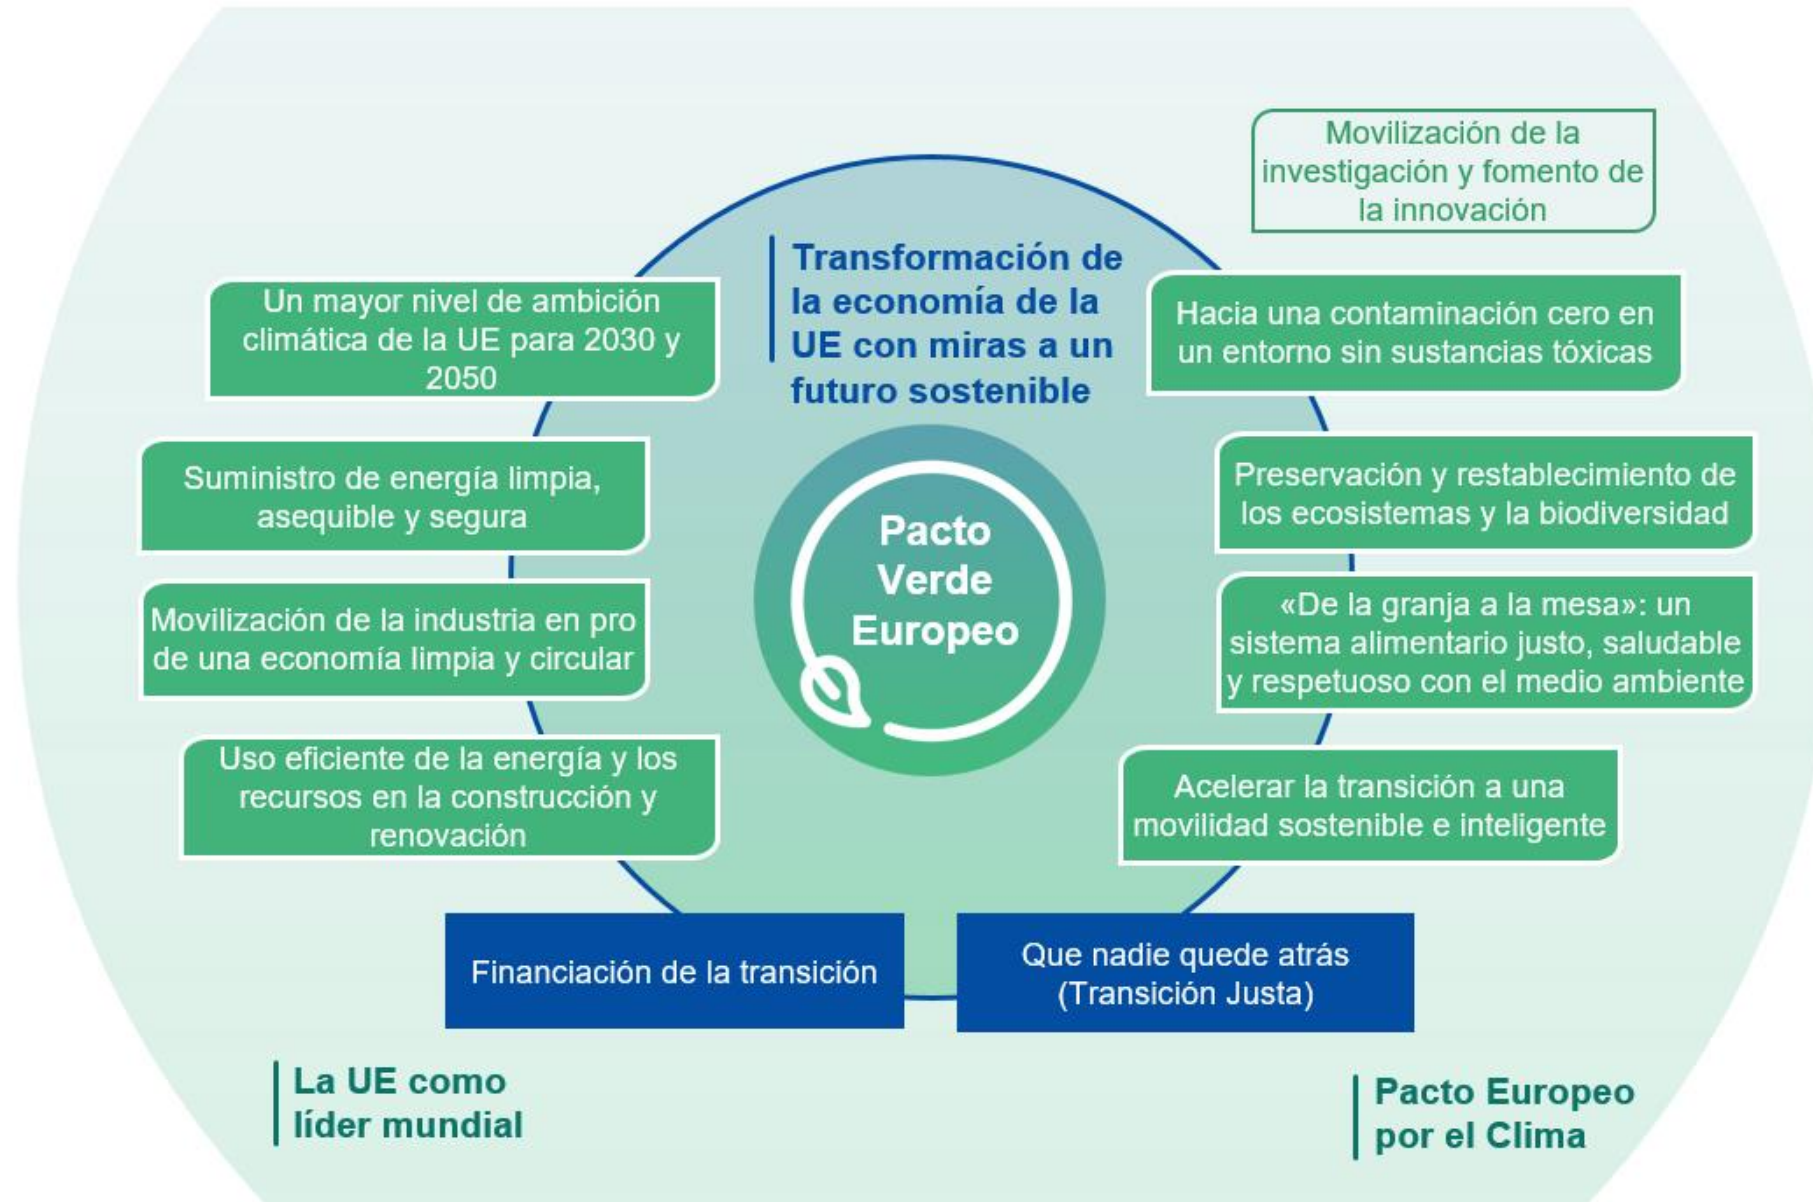 Movilización de la
investigación y fomento de
la innovación
Transformación de
la economía de la
UE con miras a un
futuro sostenible
Un mayor nivel de ambición
climática de la UE para 2030 y
2050
Hacia una contaminación cero en
un entorno sin sustancias tóxicas
Suministro de energía limpia,
asequible y segura
Preservación y restablecimiento de
los ecosistemas y la biodiversidad
Pacto
Verde
Europeo
Movilización de la industria en pro
de una economía limpia y circular
«De la granja a la mesa»: un
sistema alimentario justo, saludable
y respetuoso con el medio ambiente
Uso eficiente de la energía y los
recursos en la construcción y
renovación
Acelerar la transición a una
movilidad sostenible e inteligente
Financiación de la transición
Que nadie quede atrás
(Transición Justa)
La UE como
líder mundial
Pacto Europeo
por el Clima